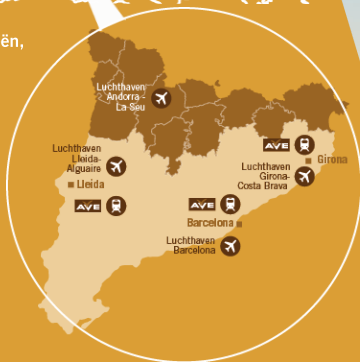 ën,
Luchthaven
Andorra -
La Seu
Luchthaven
Lleida-
Alguaire
Lleida
AVE
AVE
Girona
Luchthaven
Girona-
Costa Brava
AVE
Barcelona
Luchthaven
Barcelona